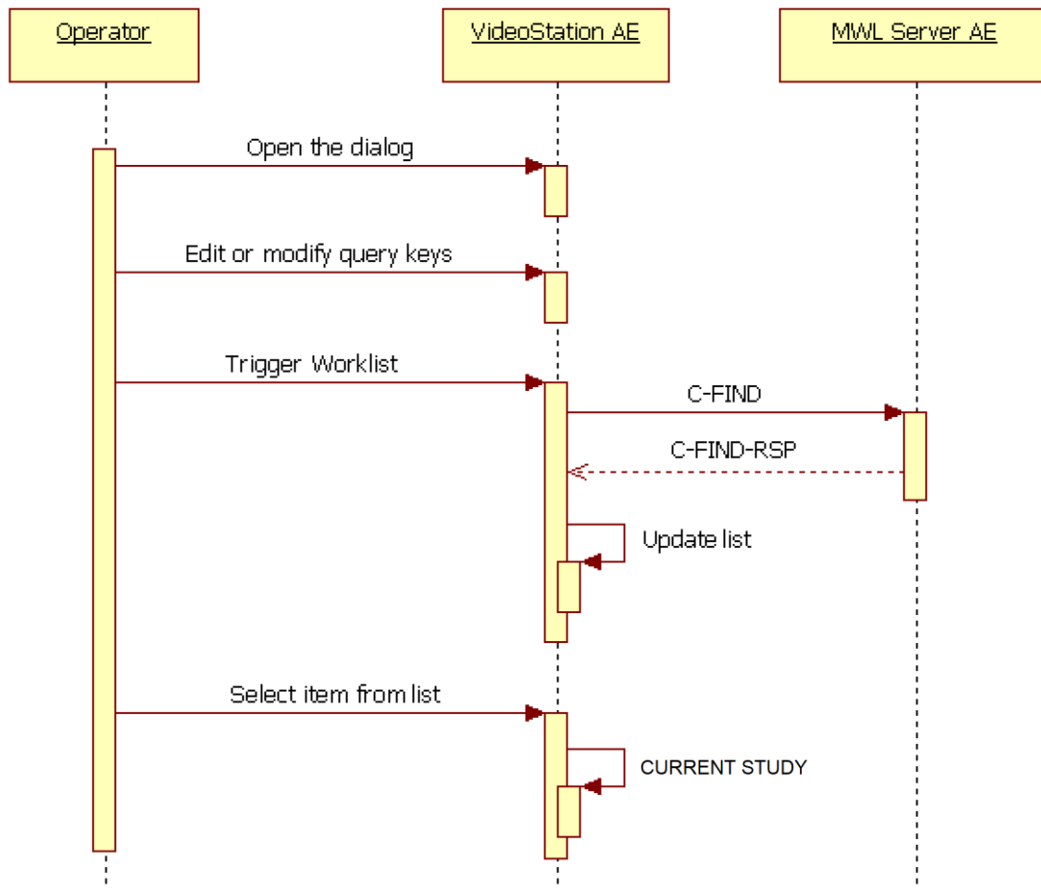 Operator
VideoStation AE
MWL Server AE
Open the dialog
Edit or modify query keys
Trigger Worklist
C-FIND
C-FIND-RSP
Update list
Select item from list
CURRENT STUDY